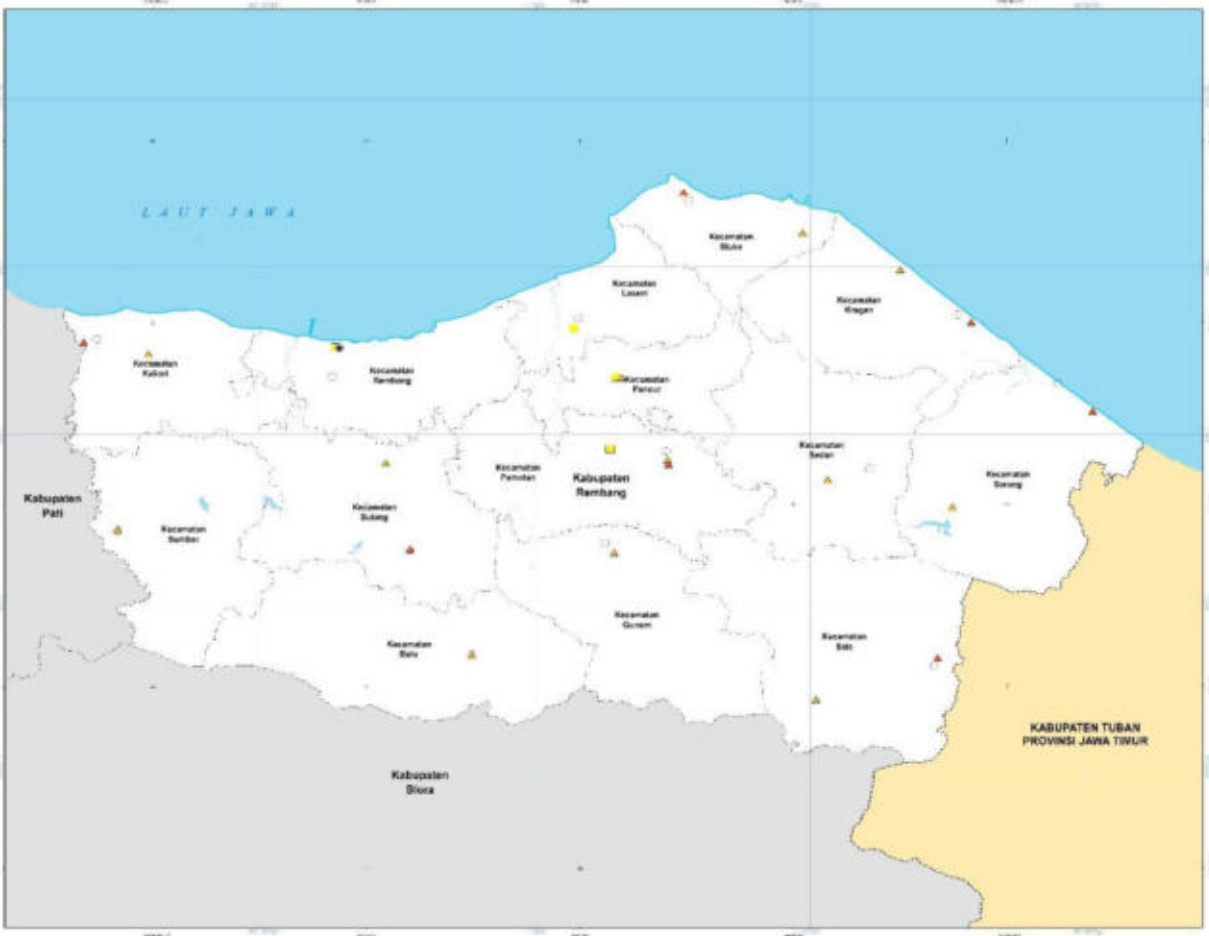 LAUT JAWA
Kecamatan
Sluke
Kecamatan
Lasem
Kecamatan
Kragan
Kecamatan
Kaliori
Kecamatan
Rembang
Kecamatan
Pancur
Kecamatan
Pamotan
Kabupaten
Rembang
Kecamatan
Sedan
Kecamatan
Sarang
Kabupaten
Pati
Kecamatan
Sumber
Kecamatan
Sulang
Kecamatan
Gunem
Kecamatan
Bulu
Kecamatan
Sale
KABUPATEN TUBAN
PROVINSI JAWA TIMUR
Kabupaten
Blora